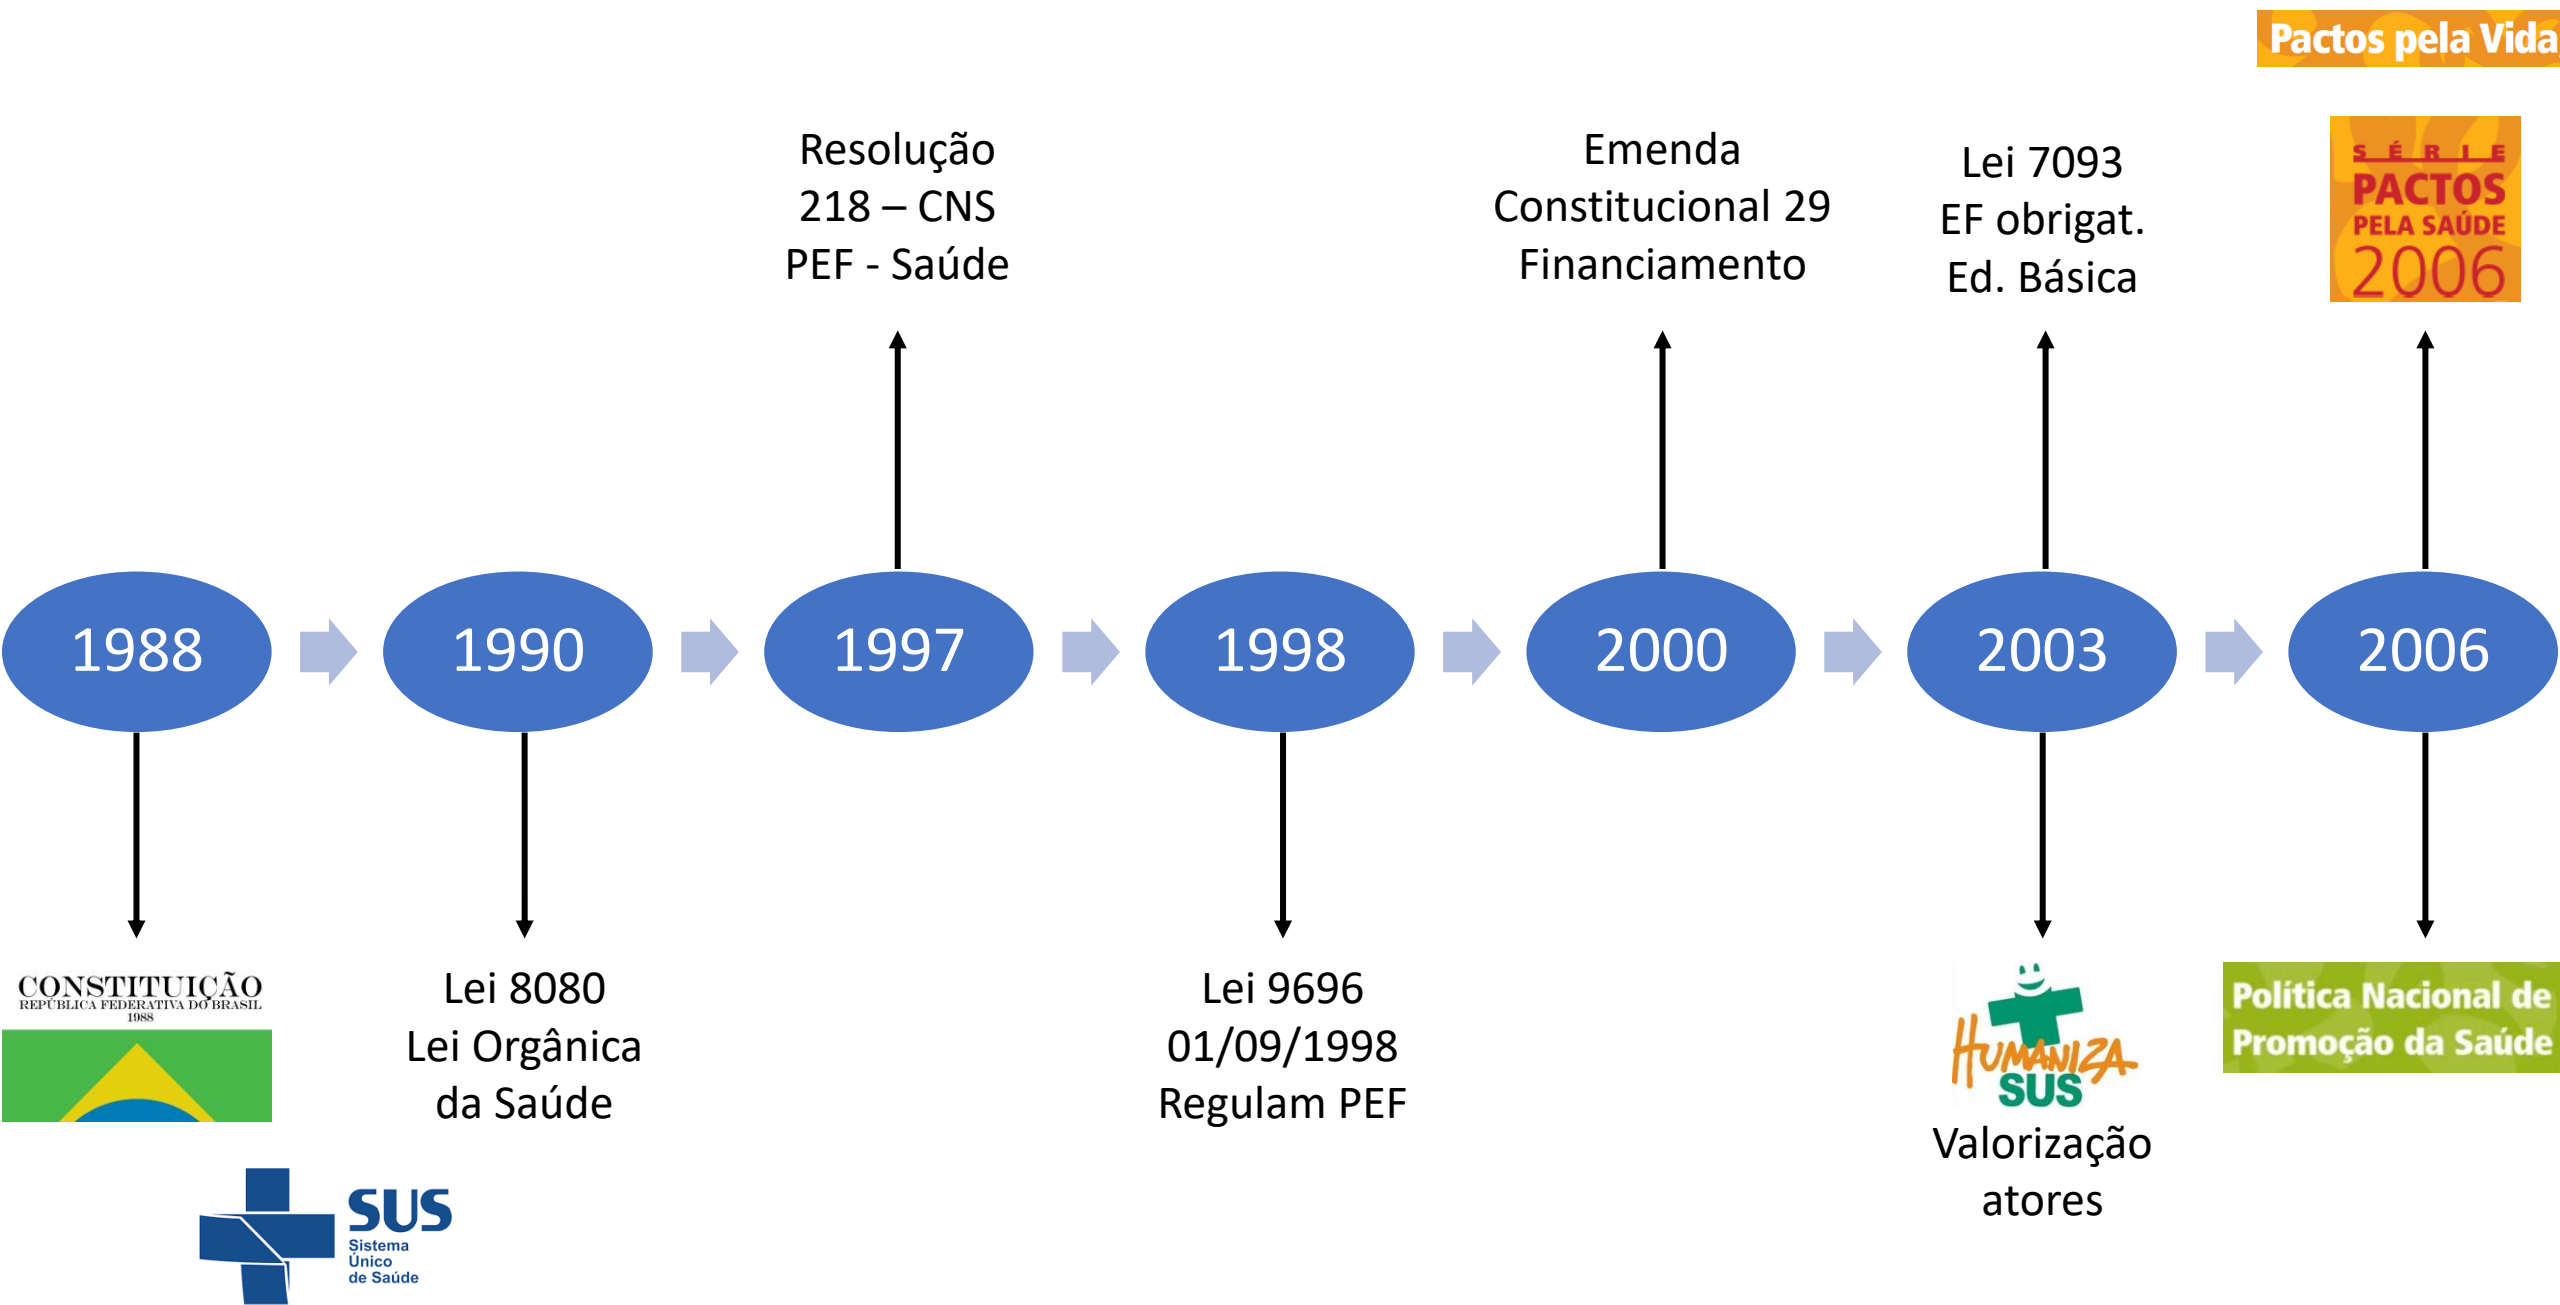 Pactos pela Vida
Resolução
218 – CNS
PEF - Saúde
Emenda
Constitucional 29
Financiamento
Lei 7093
EF obrigat.
Ed. Básica
SÉRIE
PACTOS
PELA SAÚDE
2006
1988
1990
1997
1998
2000
2003
2006
CONSTITUIÇÃO
REPÚBLICA FEDERATIVA DO BRASIL
1988
Lei 8080
Lei Orgânica
da Saúde
Lei 9696
01/09/1998
Regulam PEF
HUMANIZA
SUS
Valorização
atores
Política Nacional de
Promoção da Saúde
SUS
Sistema
Único
de Saúde